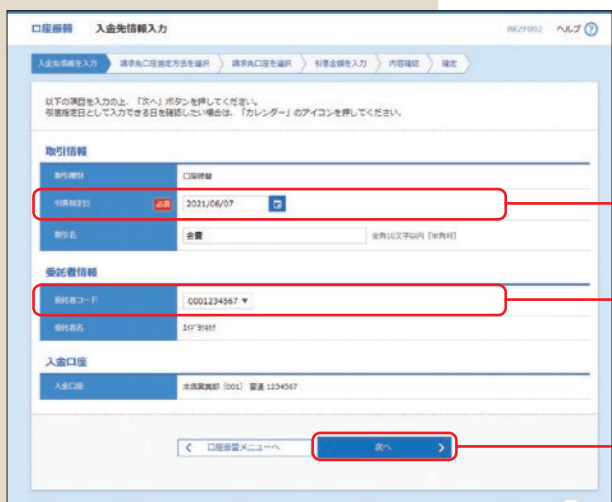 口座振替 入金先情報入力
BKZF002 ヘルプ ?
入金先情報を入力 請求先口座指定方法を選択 請求先口座を選択 引落金額を入力 内容確認 確定
以下の項目を入力の上、「次へ」ボタンを押してください。
引落指定日として入力できる日を確認したい場合は、「カレンダー」のアイコンを押してください。
取引情報
取引種別 口座振替
引落指定日 必須 2021/06/07
取引名 会費 全角10文字以内 [半角可]
委託者情報
委託者コード 0001234567 ▼
委託者名
入金口座
入金口座 本店営業部 (001) 普通 1234567
口座振替メニューへ 次へ